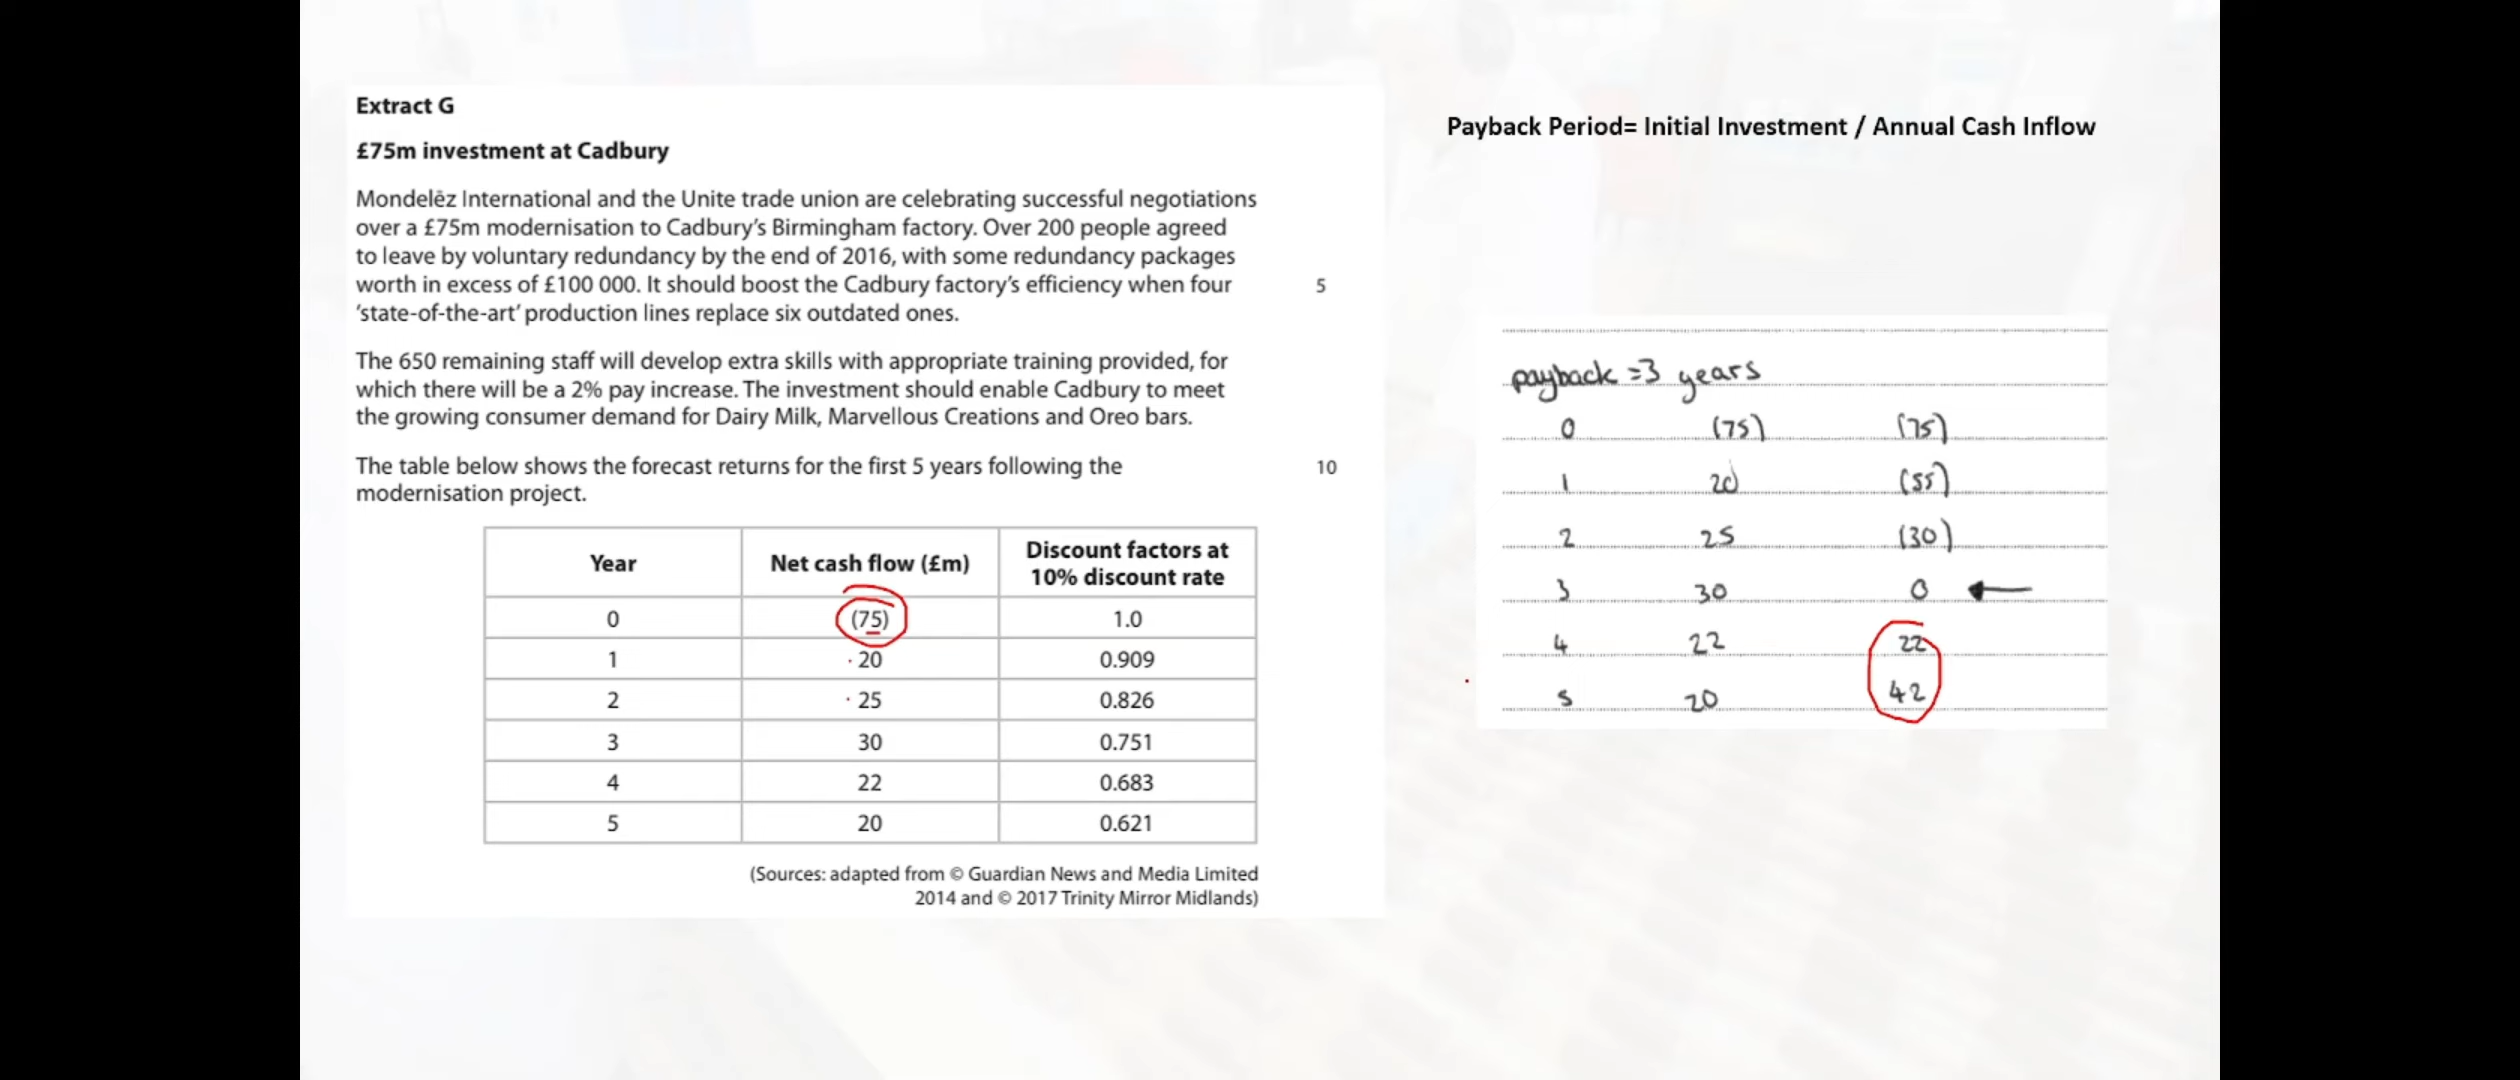 Extract G
£75m investment at Cadbury
Mondelēz International and the Unite trade union are celebrating successful negotiations
over a £75m modernisation to Cadbury's Birmingham factory. Over 200 people agreed
to leave by voluntary redundancy by the end of 2016, with some redundancy packages
worth in excess of £100 000. It should boost the Cadbury factory's efficiency when four 5
'state-of-the-art' production lines replace six outdated ones.
The 650 remaining staff will develop extra skills with appropriate training provided, for
which there will be a 2% pay increase. The investment should enable Cadbury to meet
the growing consumer demand for Dairy Milk, Marvellous Creations and Oreo bars.
The table below shows the forecast returns for the first 5 years following the 10
modernisation project.
Year Net cash flow (£m) Discount factors at
10% discount rate
0 (75) 1.0
1 20 0.909
2 25 0.826
3 30 0.751
4 22 0.683
5 20 0.621
(Sources: adapted from © Guardian News and Media Limited
2014 and © 2017 Trinity Mirror Midlands)
Payback Period= Initial Investment / Annual Cash Inflow
payback =3 years
0 (75) (75)
1 20 (55)
2 25 (30)
3 30 0
4 22 22
5 20 42